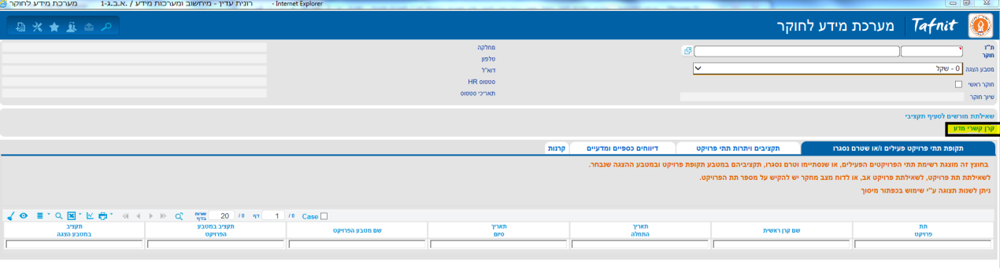 מערכת מידע לחוקר - רונית עדין - מיחשוב ומערכות מידע / .א.ב.ג-1 - Internet Explorer
Tafnit מערכת מידע לחוקר
ת"ז חוקר
מחלקה
טלפון
מטבע הצגה 0 - שקל
דוא"ל
חוקר ראשי
סטטוס HR
שיוך חוקר
תאריכי סטטוס
שאילתת מורשים לסעיף תקציבי
קרן קשרי מדע
תקופת תתי פרויקט פעילים ו/או שטרם נסגרו תקציבים ויתרות תתי פרויקט דיווחים כספיים ומדעיים קרנות
בחוצץ זה מוצגת רשימת תתי הפרויקטים הפעילים, או שנסתיימו וטרם נסגרו, תקציביהם במטבע תקופת פרויקט ובמטבע ההצגה שנבחר.
לשאילתת תת פרויקט, לשאילתת פרויקט אב, או לדוח מצב מחקר יש להקיש על מספר תת הפרויקט.
ניתן לשנות תצוגה ע"י שימוש בכפתור מיסוך
Case 0 / 1 דף 0 / 20 שורות בדף
תת פרויקט
שם קרן ראשית
תאריך התחלה
תאריך סיום
שם מטבע הפרויקט
תקציב במטבע הפרויקט
תקציב במטבע הצגה